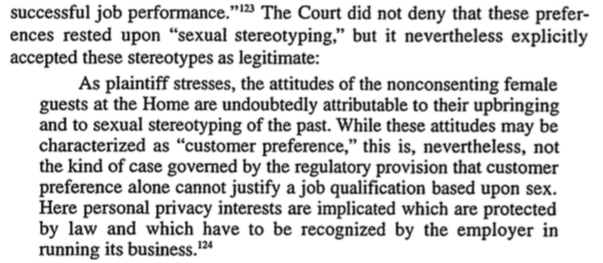 successful job performance.”¹²³ The Court did not deny that these prefer-
ences rested upon “sexual stereotyping,” but it nevertheless explicitly
accepted these stereotypes as legitimate:
As plaintiff stresses, the attitudes of the nonconsenting female
guests at the Home are undoubtedly attributable to their upbringing
and to sexual stereotyping of the past. While these attitudes may be
characterized as “customer preference,” this is, nevertheless, not
the kind of case governed by the regulatory provision that customer
preference alone cannot justify a job qualification based upon sex.
Here personal privacy interests are implicated which are protected
by law and which have to be recognized by the employer in
running its business.¹²⁴